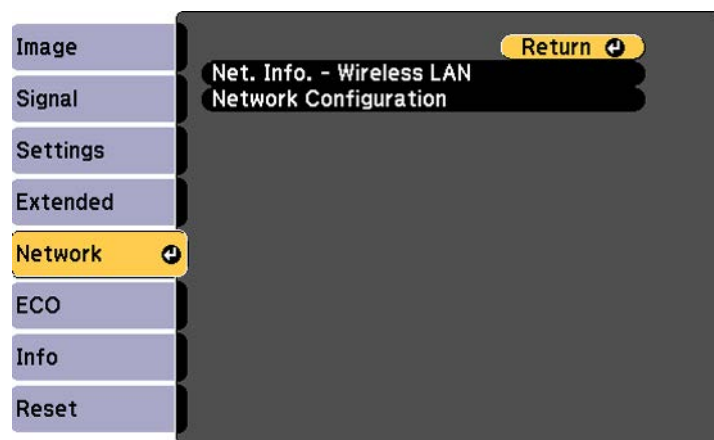 Image
Signal
Settings
Extended
Network
ECO
Info
Reset
Return
Net. Info. - Wireless LAN
Network Configuration